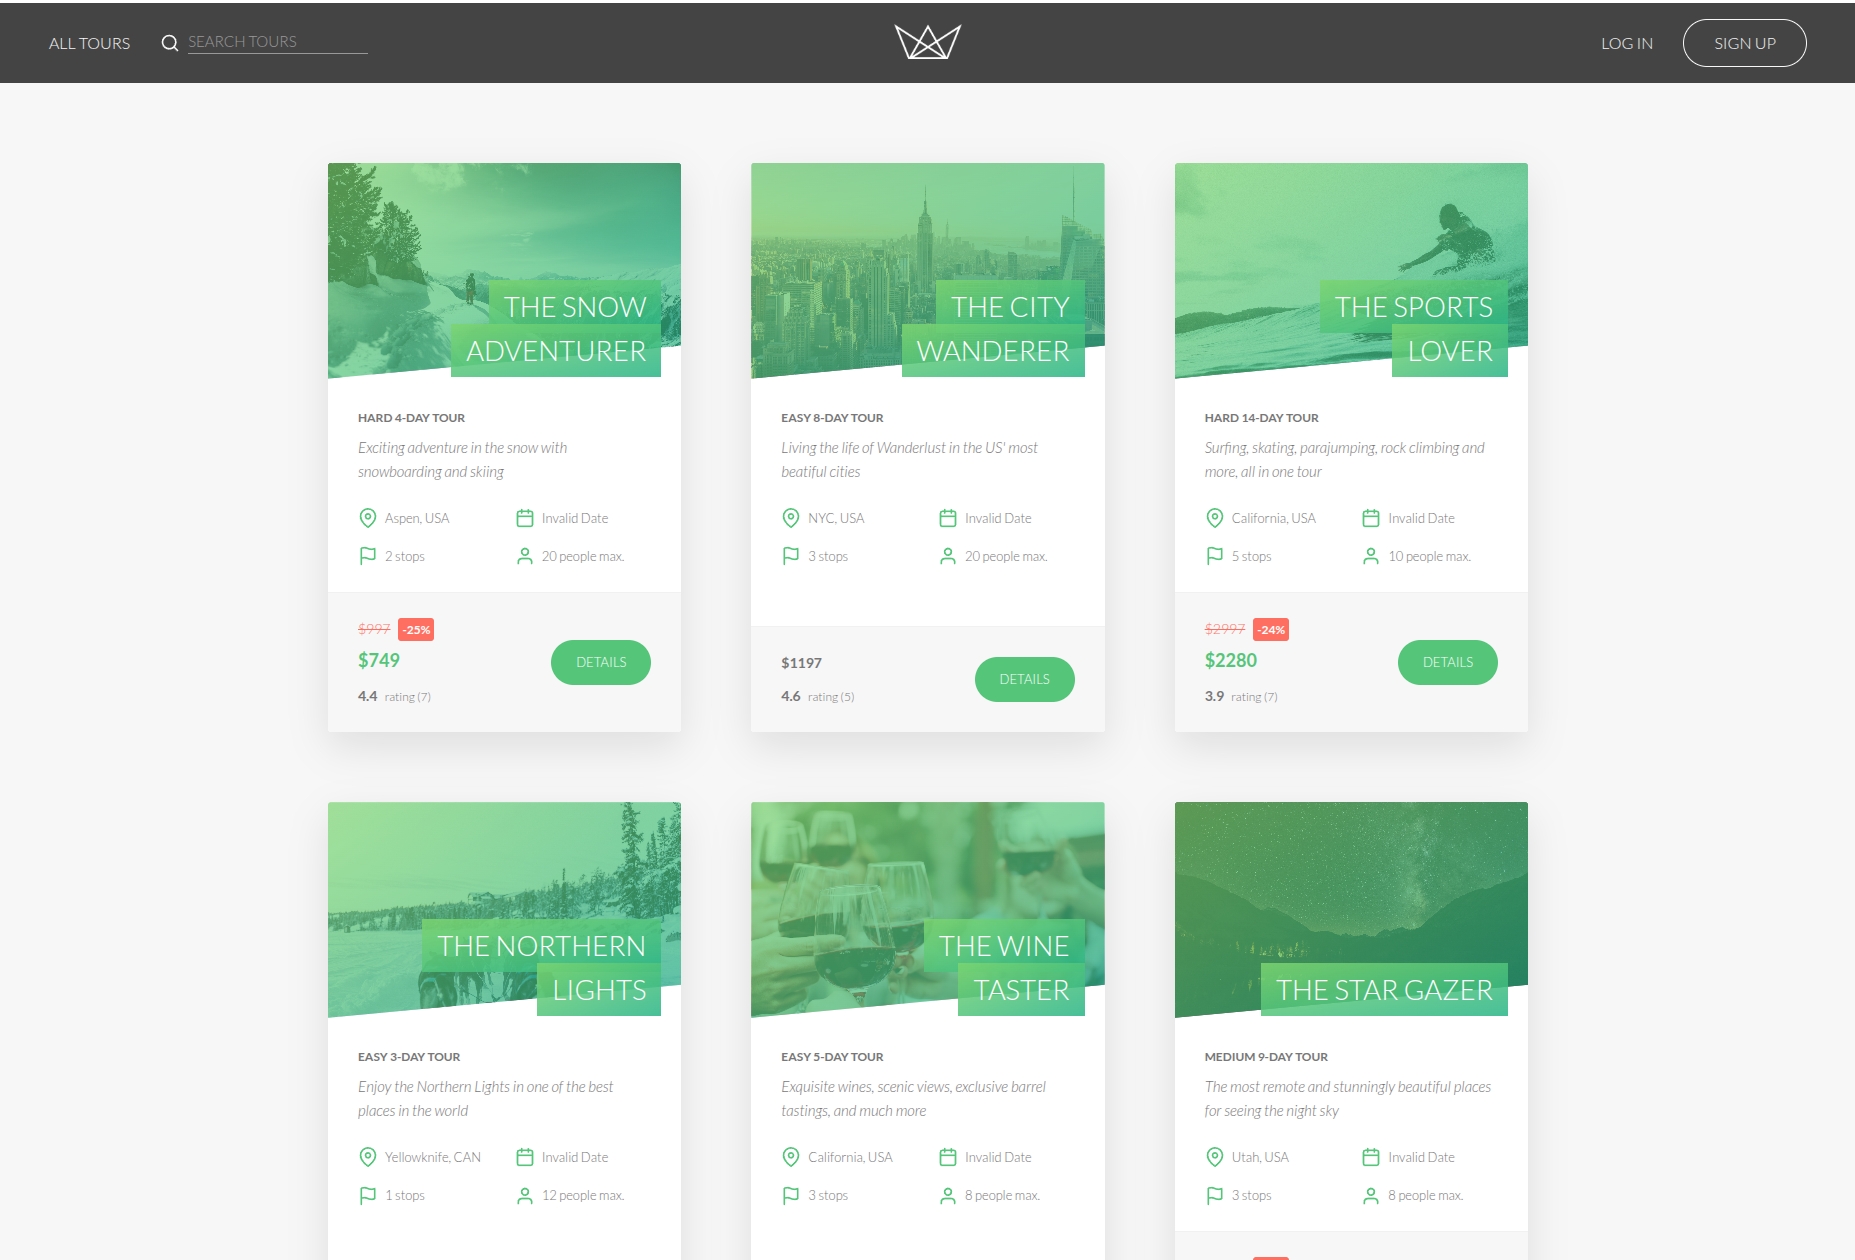 ALL TOURS
SEARCH TOURS
LOG IN
SIGN UP
THE SNOW
ADVENTURER
HARD 4-DAY TOUR
Exciting adventure in the snow with
snowboarding and skiing
Aspen, USA
Invalid Date
2 stops
20 people max.
$997 -25%
$749
4.4 rating (7)
DETAILS
THE CITY
WANDERER
EASY 8-DAY TOUR
Living the life of Wanderlust in the US' most
beatiful cities
NYC, USA
Invalid Date
3 stops
20 people max.
$1197
4.6 rating (5)
DETAILS
THE SPORTS
LOVER
HARD 14-DAY TOUR
Surfing, skating, parajumping, rock climbing and
more, all in one tour
California, USA
Invalid Date
5 stops
10 people max.
$2997 -24%
$2280
3.9 rating (7)
DETAILS
THE NORTHERN
LIGHTS
EASY 3-DAY TOUR
Enjoy the Northern Lights in one of the best
places in the world
Yellowknife, CAN
Invalid Date
1 stops
12 people max.
THE WINE
TASTER
EASY 5-DAY TOUR
Exquisite wines, scenic views, exclusive barrel
tastings, and much more
California, USA
Invalid Date
3 stops
8 people max.
THE STAR GAZER
MEDIUM 9-DAY TOUR
The most remote and stunningly beautiful places
for seeing the night sky
Utah, USA
Invalid Date
3 stops
8 people max.